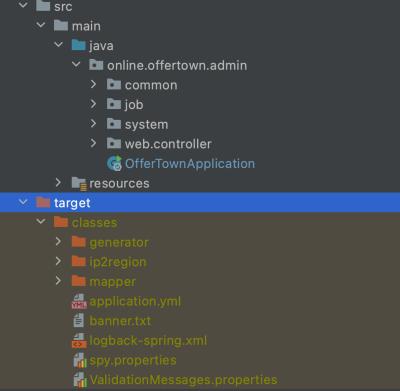 src
main
java
online.offertown.admin
common
job
system
web.controller
OfferTownApplication
resources
target
classes
generator
ip2region
mapper
application.yml
banner.txt
logback-spring.xml
spy.properties
ValidationMessages.properties